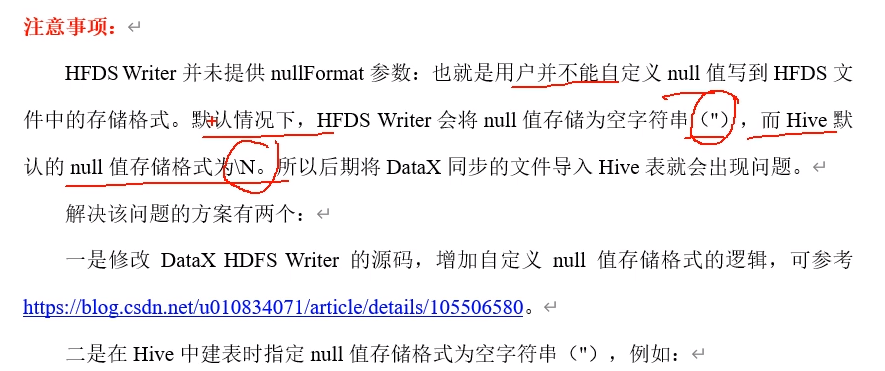 注意事项：
HFDS Writer 并未提供 nullFormat 参数：也就是用户并不能自定义 null 值写到 HFDS 文
件中的存储格式。默认情况下，HFDS Writer 会将 null 值存储为空字符串（''），而 Hive 默
认的 null 值存储格式为\N。所以后期将 DataX 同步的文件导入 Hive 表就会出现问题。
解决该问题的方案有两个：
一是修改 DataX HDFS Writer 的源码，增加自定义 null 值存储格式的逻辑，可参考
https://blog.csdn.net/u010834071/article/details/105506580。
二是在 Hive 中建表时指定 null 值存储格式为空字符串（''），例如：